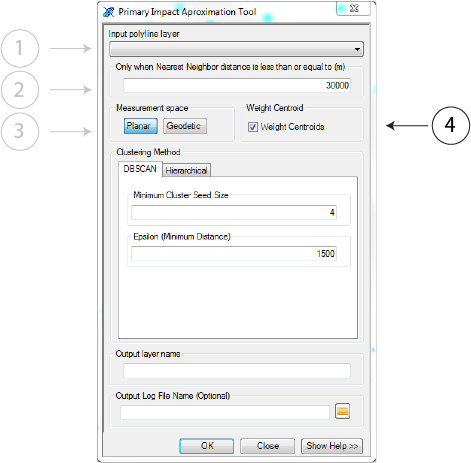 Primary Impact Aproximation Tool
Input polyline layer
1
Only when Nearest Neighbor distance is less than or equal to (m)
2
30000
Measurement space
Weight Centroid
3
Planar
Geodetic
Weight Centroids
4
Clustering Method
DBSCAN
Hierarchical
Minimum Cluster Seed Size
4
Epsilon (Minimum Distance)
1500
Output layer name
Output Log File Name (Optional)
OK
Close
Show Help >>